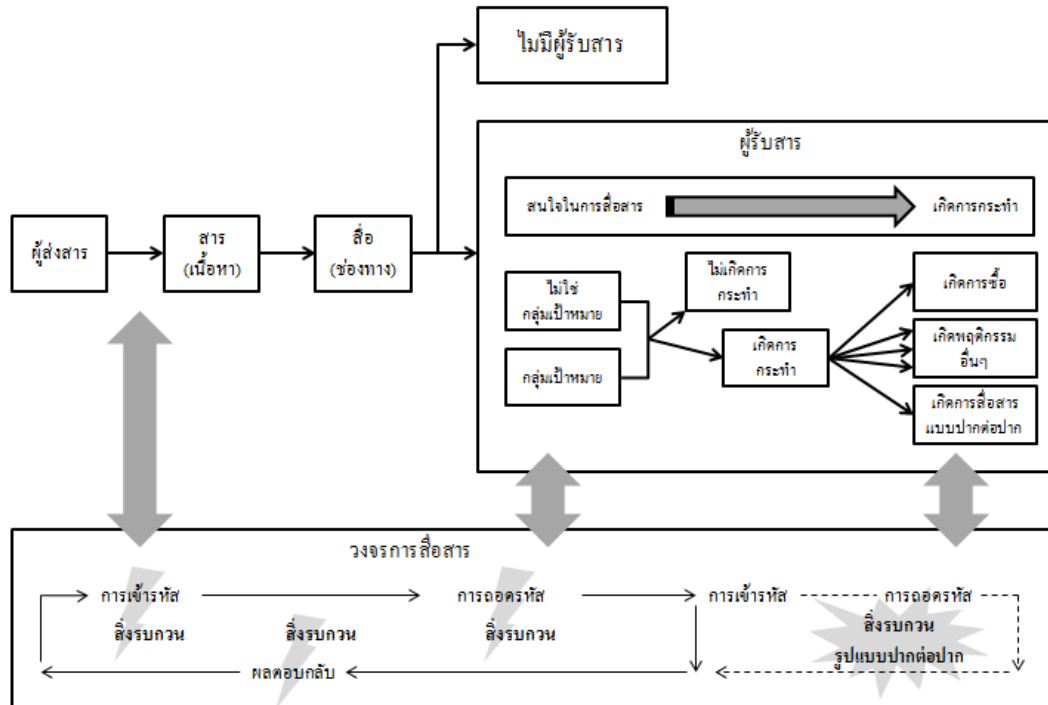 ไม่มีผู้รับสาร
ผู้รับสาร
สนใจในการสื่อสาร
เกิดการกระทำ
ผู้ส่งสาร
สาร
(เนื้อหา)
สื่อ
(ช่องทาง)
ไม่ใช่
กลุ่มเป้าหมาย
กลุ่มเป้าหมาย
ไม่เกิดการ
กระทำ
เกิดการ
กระทำ
เกิดการซื้อ
เกิดพฤติกรรม
อื่นๆ
เกิดการสื่อสาร
แบบปากต่อปาก
วงจรการสื่อสาร
การเข้ารหัส
การถอดรหัส
การเข้ารหัส
การถอดรหัส
สิ่งรบกวน
สิ่งรบกวน
สิ่งรบกวน
สิ่งรบกวน
รูปแบบปากต่อปาก
ผลตอบกลับ